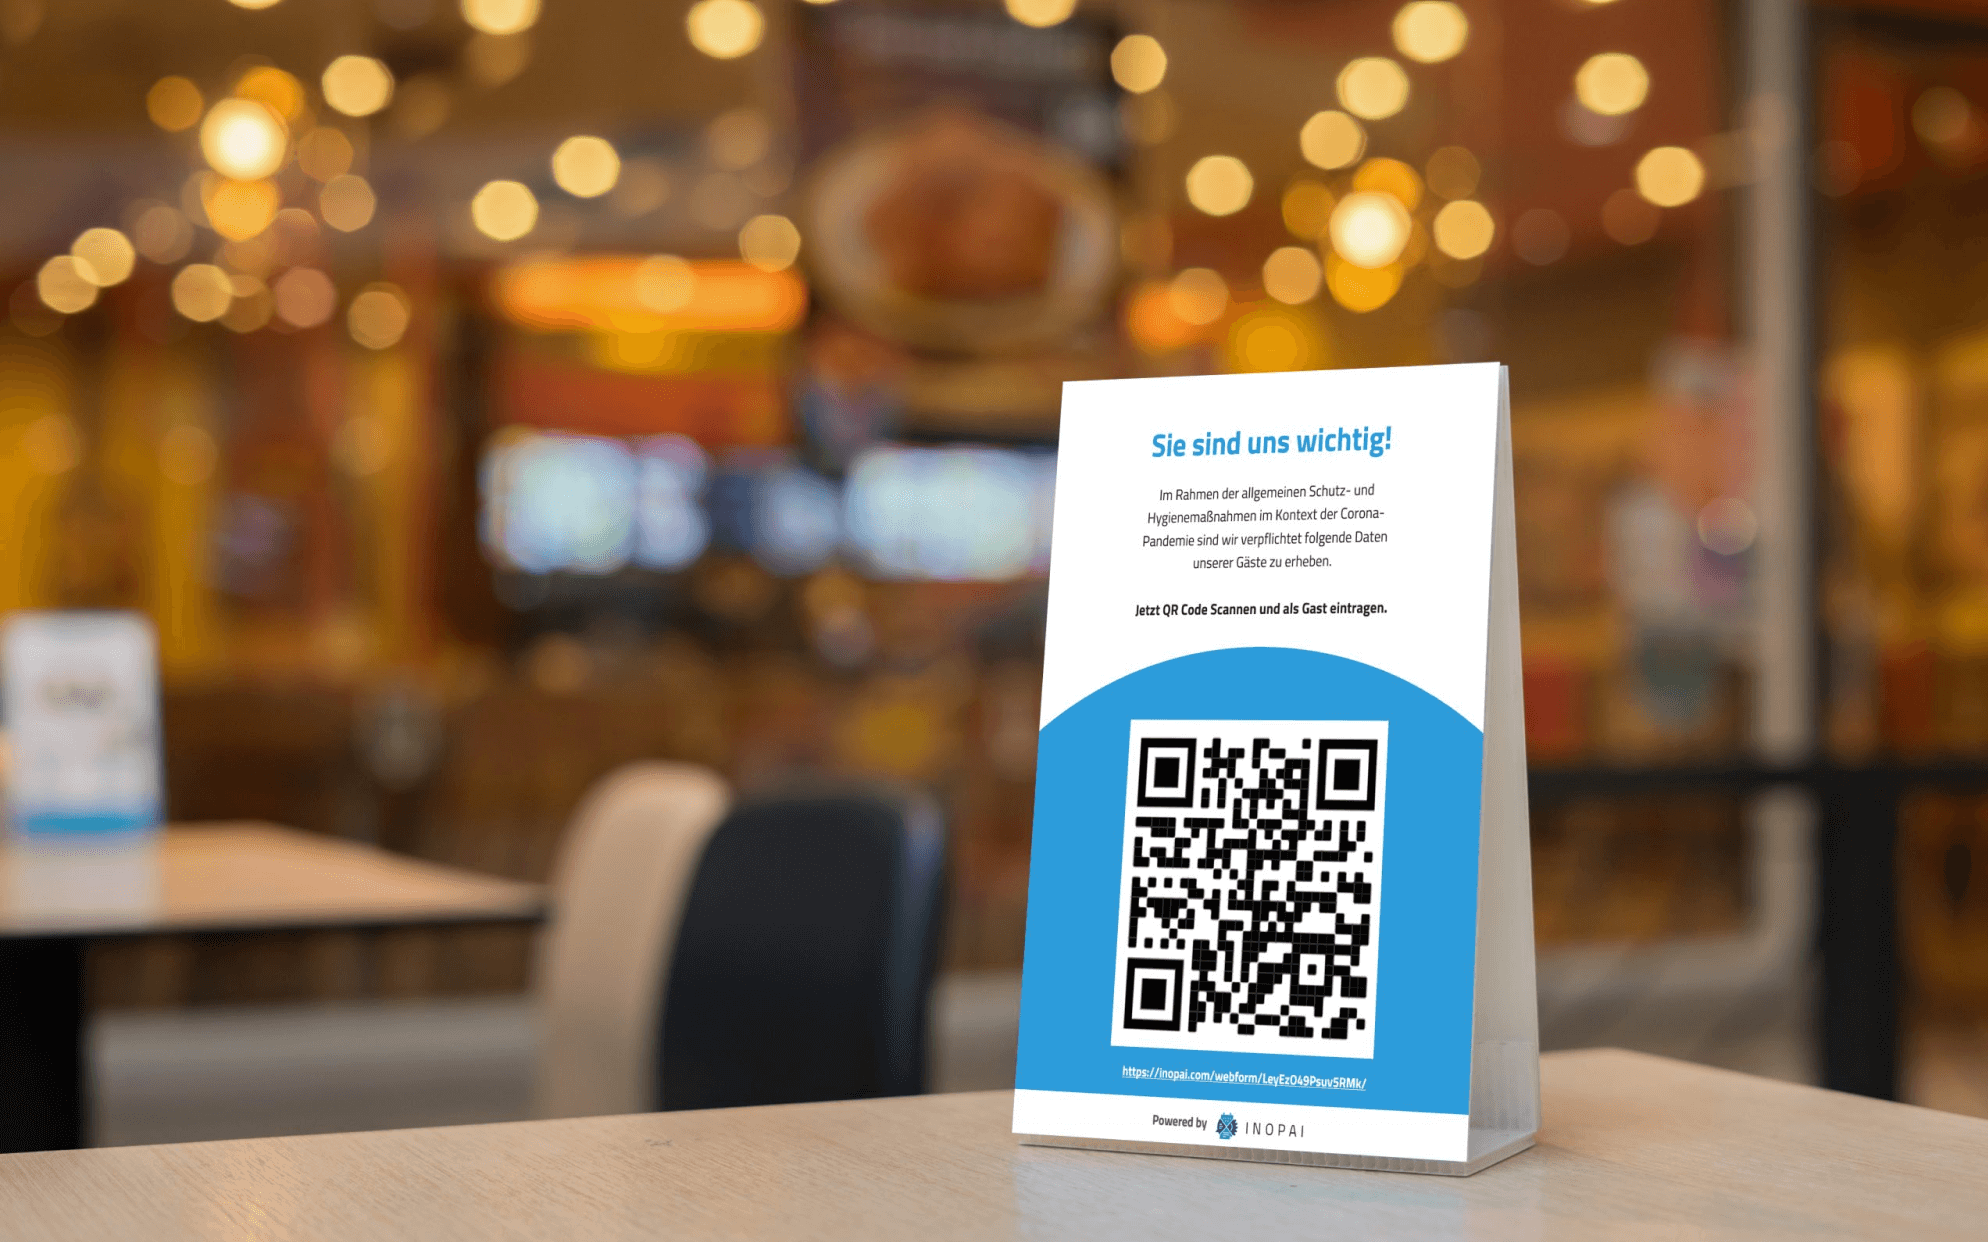 Sie sind uns wichtig!
Im Rahmen der allgemeinen Schutz- und
Hygienemaßnahmen im Kontext der Corona-
Pandemie sind wir verpflichtet folgende Daten
unserer Gäste zu erheben.
Jetzt QR Code Scannen und als Gast eintragen.
https://inopai.com/webform/LeyEzO49Psuv5RMk/
Powered by INOPAI